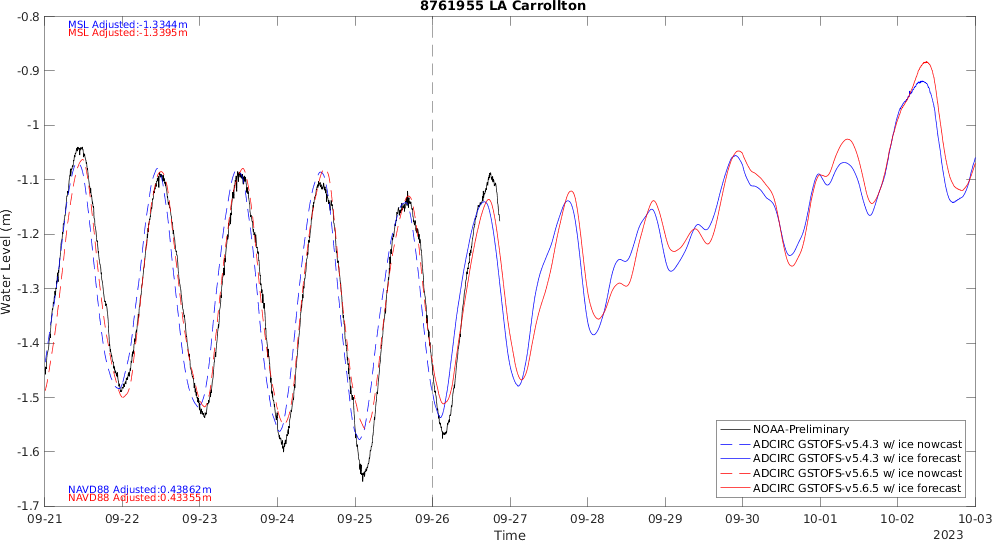 8761955 LA Carrollton
MSL Adjusted:-1.3344m
MSL Adjusted:-1.3395m
Water Level (m)
-0.8
-0.9
-1
-1.1
-1.2
-1.3
-1.4
-1.5
-1.6
-1.7
NAVD88 Adjusted:0.43862m
NAVD88 Adjusted:0.43355m
NOAA-Preliminary
ADCIRC GSTOFS-v5.4.3 w/ ice nowcast
ADCIRC GSTOFS-v5.4.3 w/ ice forecast
ADCIRC GSTOFS-v5.6.5 w/ ice nowcast
ADCIRC GSTOFS-v5.6.5 w/ ice forecast
09-21 09-22 09-23 09-24 09-25 09-26 09-27 09-28 09-29 09-30 10-01 10-02 10-03
Time
2023